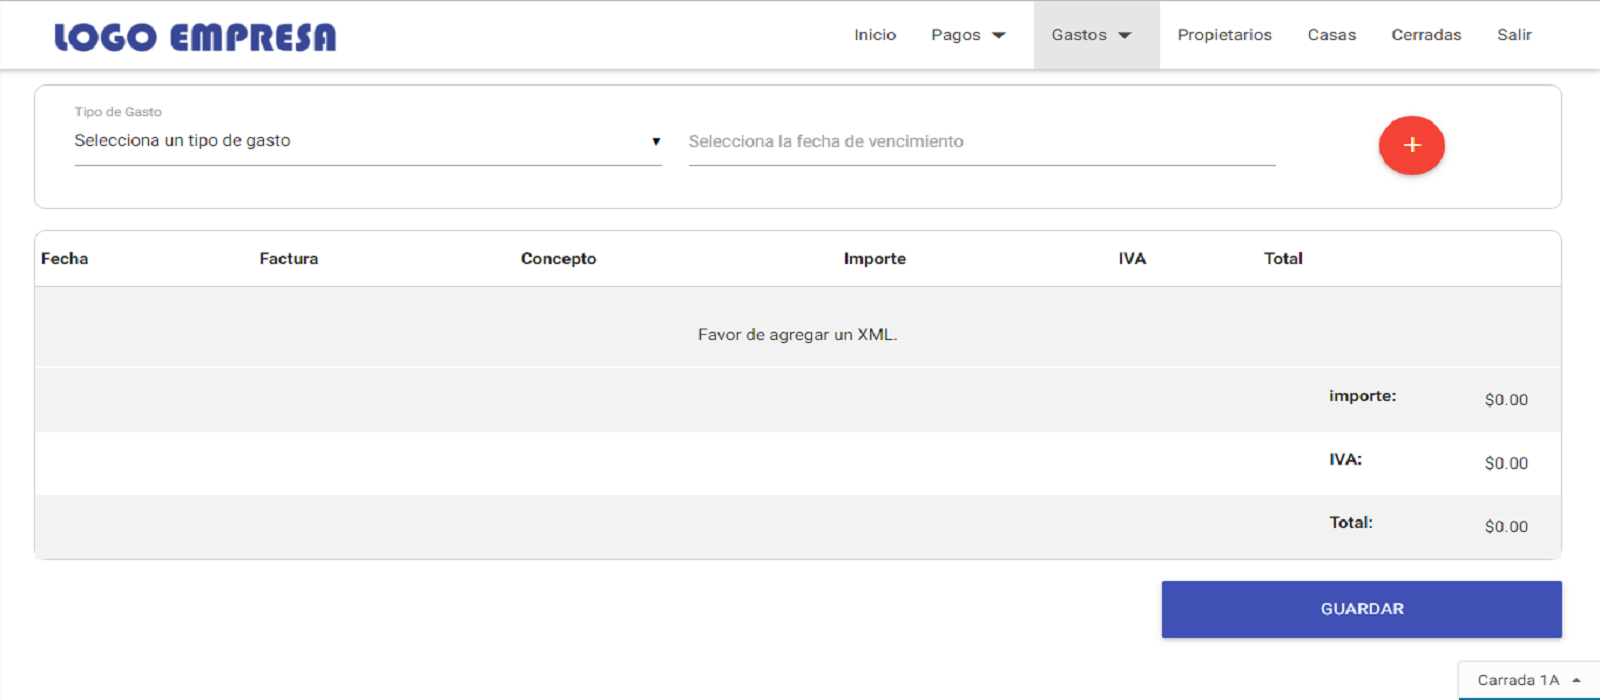 LOGO EMPRESA
Inicio Pagos Gastos Propietarios Casas Cerradas Salir
Tipo de Gasto
Selecciona un tipo de gasto
Selecciona la fecha de vencimiento
+
Fecha Factura Concepto Importe IVA Total
Favor de agregar un XML.
importe: $0.00
IVA: $0.00
Total: $0.00
GUARDAR
Carrada 1A